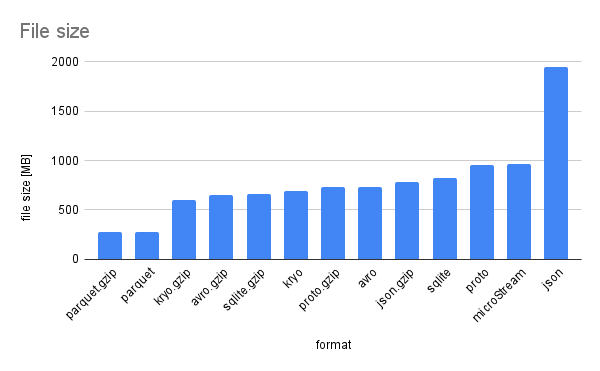 File size
2000
1500
1000
500
0
file size [MB]
parquet.gzip
parquet
kryo.gzip
avro.gzip
sqlite.gzip
kryo
proto.gzip
avro
json.gzip
sqlite
proto
microStream
json
format